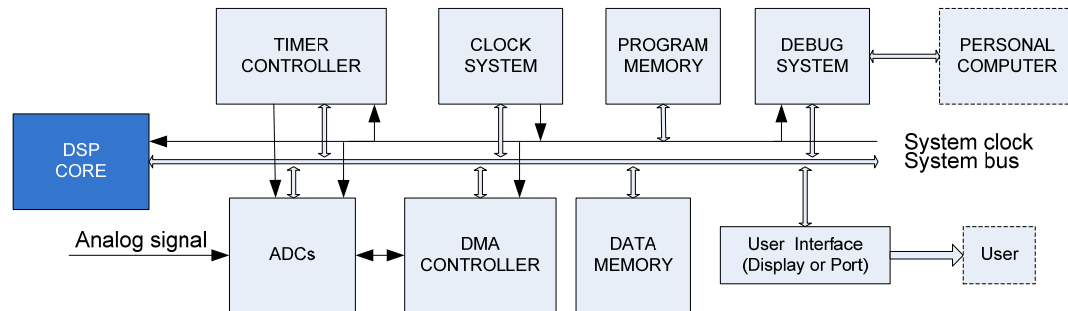 TIMER
CONTROLLER
CLOCK
SYSTEM
PROGRAM
MEMORY
DEBUG
SYSTEM
PERSONAL
COMPUTER
DSP
CORE
System clock
System bus
Analog signal
ADCs
DMA
CONTROLLER
DATA
MEMORY
User Interface
(Display or Port)
User